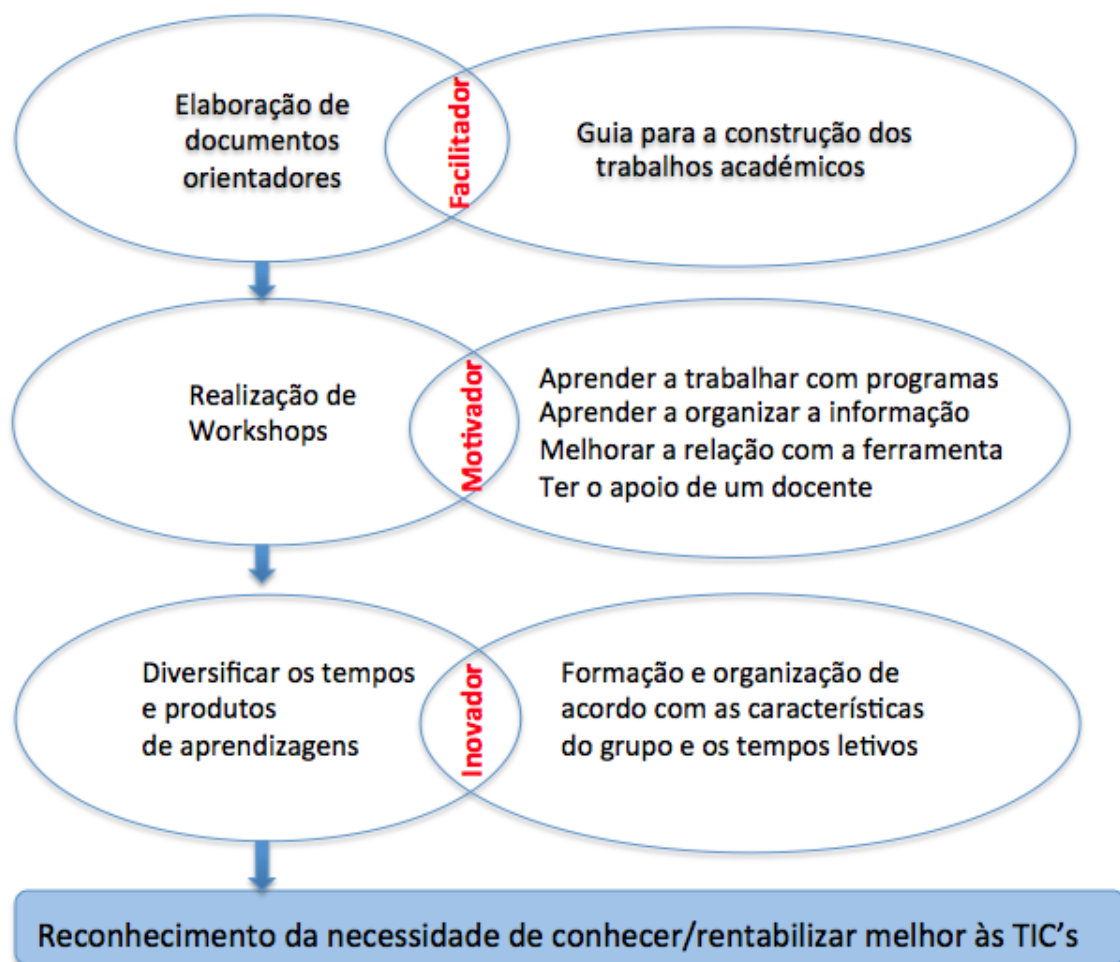 Elaboração de
documentos
orientadores
Facilitador
Guia para a construção dos
trabalhos académicos
Realização de
Workshops
Motivador
Aprender a trabalhar com programas
Aprender a organizar a informação
Melhorar a relação com a ferramenta
Ter o apoio de um docente
Diversificar os tempos
e produtos
de aprendizagens
Inovador
Formação e organização de
acordo com as características
do grupo e os tempos letivos
Reconhecimento da necessidade de conhecer/rentabilizar melhor às TIC’s